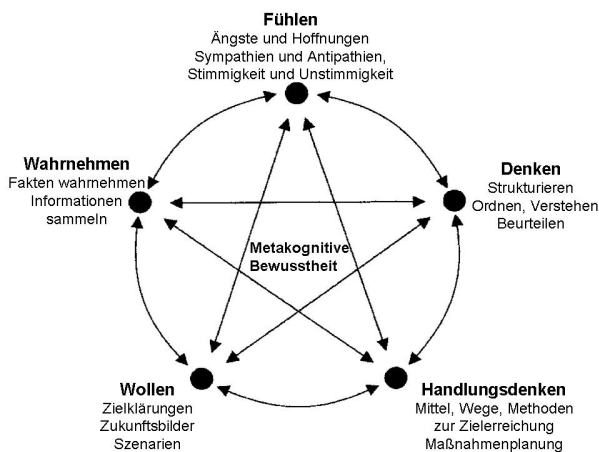 Fühlen
Ängste und Hoffnungen
Sympathien und Antipathien,
Stimmigkeit und Unstimmigkeit
Wahrnehmen
Fakten wahrnehmen
Informationen
sammeln
Denken
Strukturieren
Ordnen, Verstehen
Beurteilen
Metakognitive
Bewusstheit
Wollen
Zielklärungen
Zukunftsbilder
Szenarien
Handlungsdenken
Mittel, Wege, Methoden
zur Zielerreichung
Maßnahmenplanung